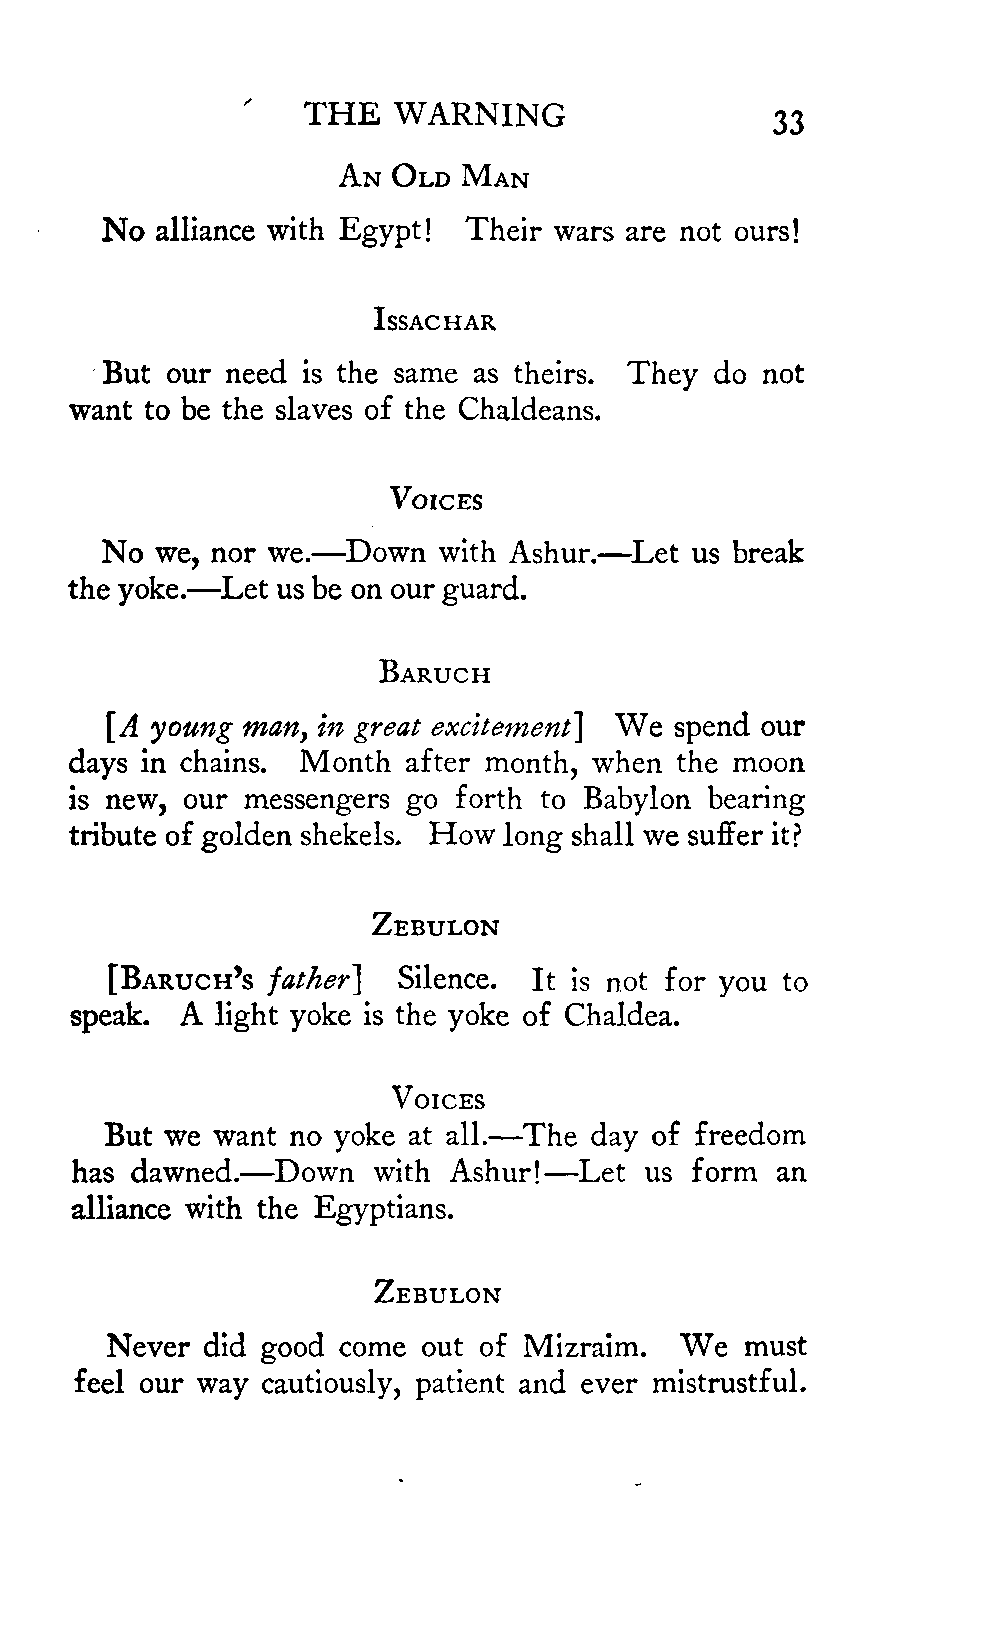 THE WARNING 33
An Old Man
No alliance with Egypt! Their wars are not ours!
Issachar
But our need is the same as theirs. They do not
want to be the slaves of the Chaldeans.
Voices
No we, nor we.—Down with Ashur.—Let us break
the yoke.—Let us be on our guard.
Baruch
[A young man, in great excitement] We spend our
days in chains. Month after month, when the moon
is new, our messengers go forth to Babylon bearing
tribute of golden shekels. How long shall we suffer it?
Zebulon
[Baruch's father] Silence. It is not for you to
speak. A light yoke is the yoke of Chaldea.
Voices
But we want no yoke at all.—The day of freedom
has dawned.—Down with Ashur!—Let us form an
alliance with the Egyptians.
Zebulon
Never did good come out of Mizraim. We must
feel our way cautiously, patient and ever mistrustful.